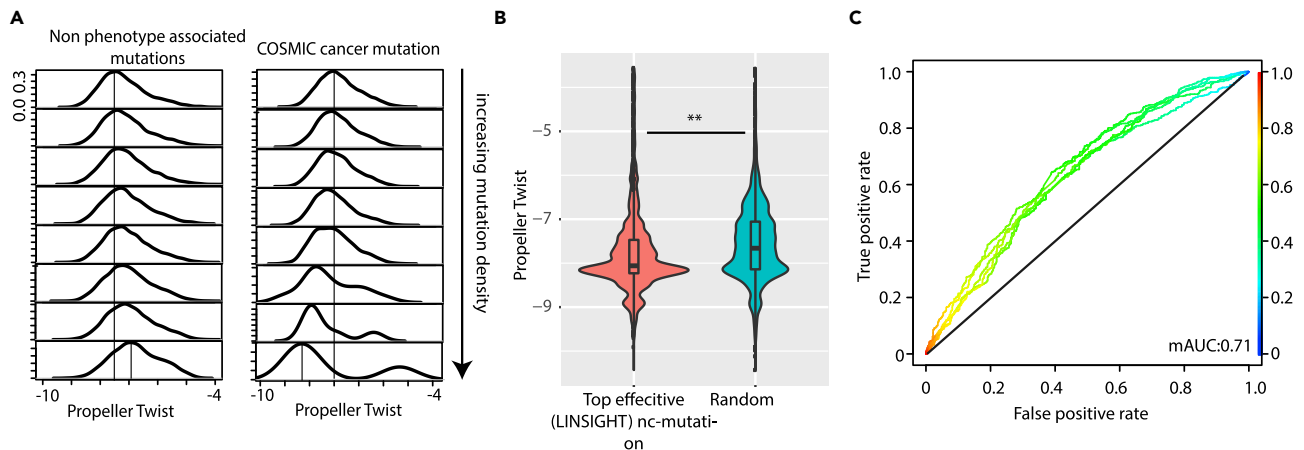 A
Non phenotype associated
mutations
COSMIC cancer mutation
0.0 0.3
increasing mutation density
-10
-4
Propeller Twist
-10
-4
Propeller Twist
B
Propeller Twist
−5
−7
−9
**
Top effecitive
(LINSIGHT) nc-mutati-
on
Random
C
True positive rate
1.0
0.8
0.6
0.4
0.2
0
0
0.2
0.4
0.6
0.8
1.0
False positive rate
mAUC:0.71
1.0
0.8
0.6
0.4
0.2
0